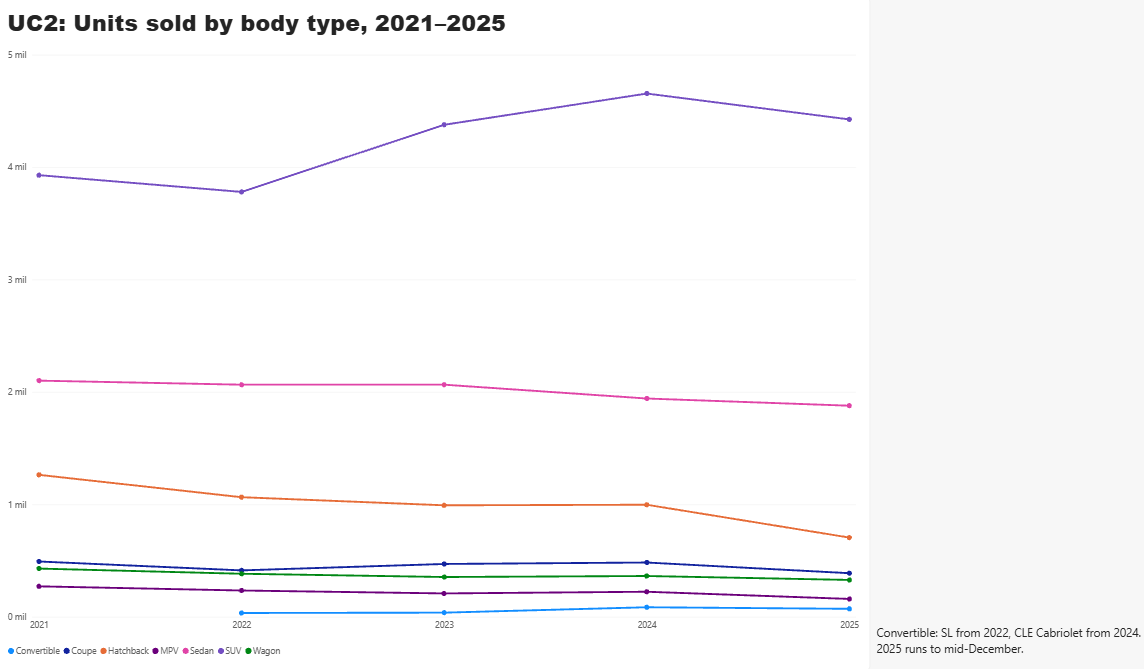 UC2: Units sold by body type, 2021–2025
5 mil
4 mil
3 mil
2 mil
1 mil
0 mil
2021 2022 2023 2024 2025
Convertible Coupe Hatchback MPV Sedan SUV Wagon
Convertible: SL from 2022, CLE Cabriolet from 2024.
2025 runs to mid-December.